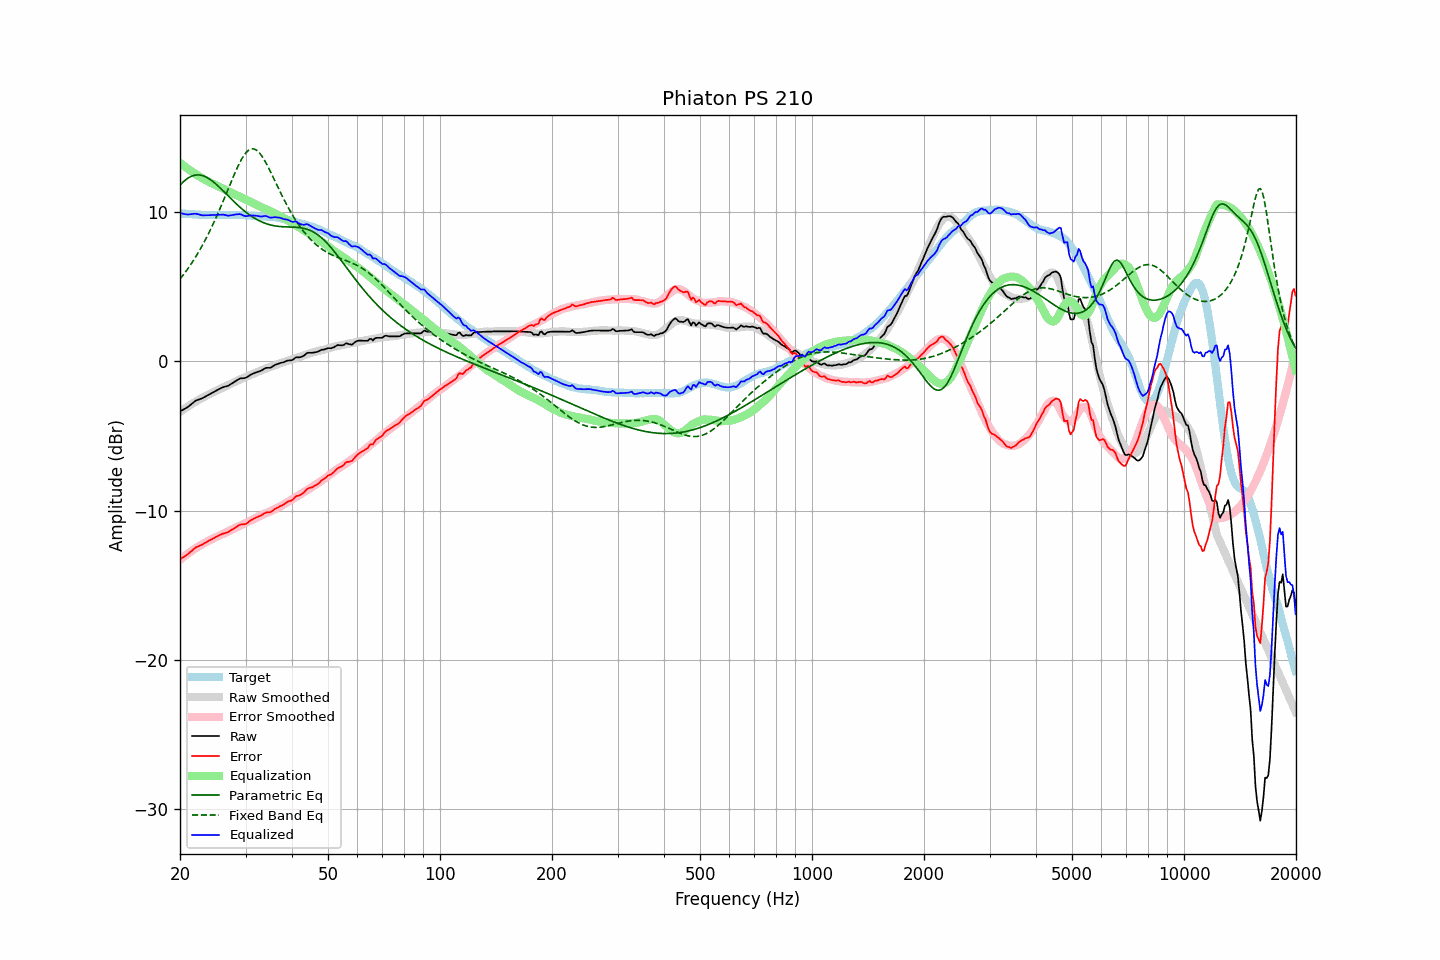 Phiaton PS 210
Amplitude (dBr)
10
0
−10
−20
−30
Target
Raw Smoothed
Error Smoothed
Raw
Error
Equalization
Parametric Eq
Fixed Band Eq
Equalized
20 50 100 200 500 1000 2000 5000 10000 20000
Frequency (Hz)